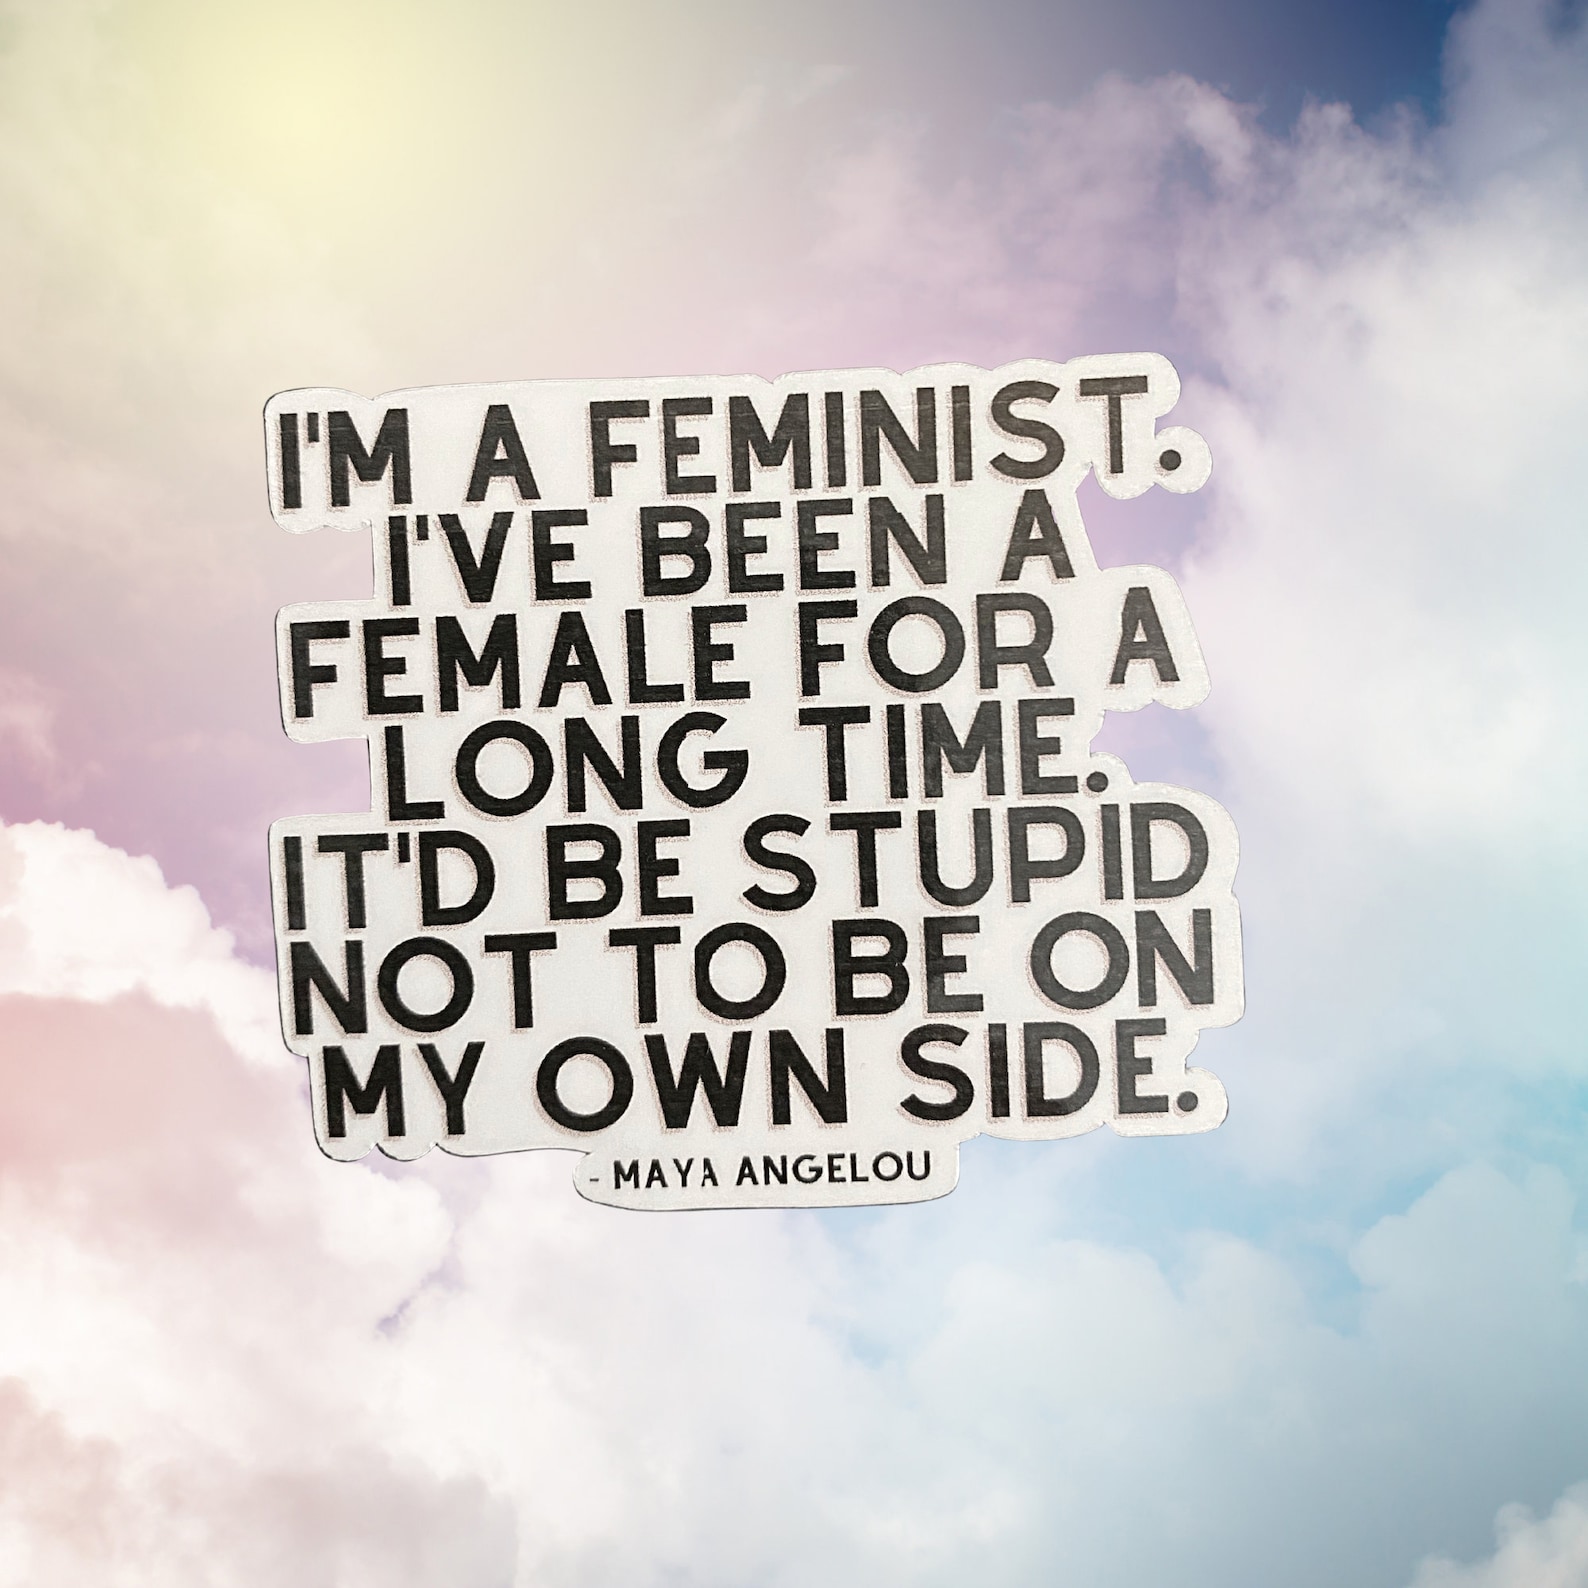 I'M A FEMINIST.
I'VE BEEN A
FEMALE FOR A
LONG TIME.
IT'D BE STUPID
NOT TO BE ON
MY OWN SIDE.
- MAYA ANGELOU